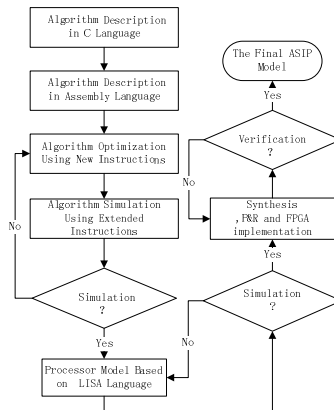 Algorithm Description
in C Language
Algorithm Description
in Assembly Language
Algorithm Optimization
Using New Instructions
Algorithm Simulation
Using Extended
Instructions
No
Simulation
?
Yes
Processor Model Based
on LISA Language
The Final ASIP
Model
Yes
Verification
?
No
Synthesis
,P&R and FPGA
implementation
Yes
Simulation
?
No